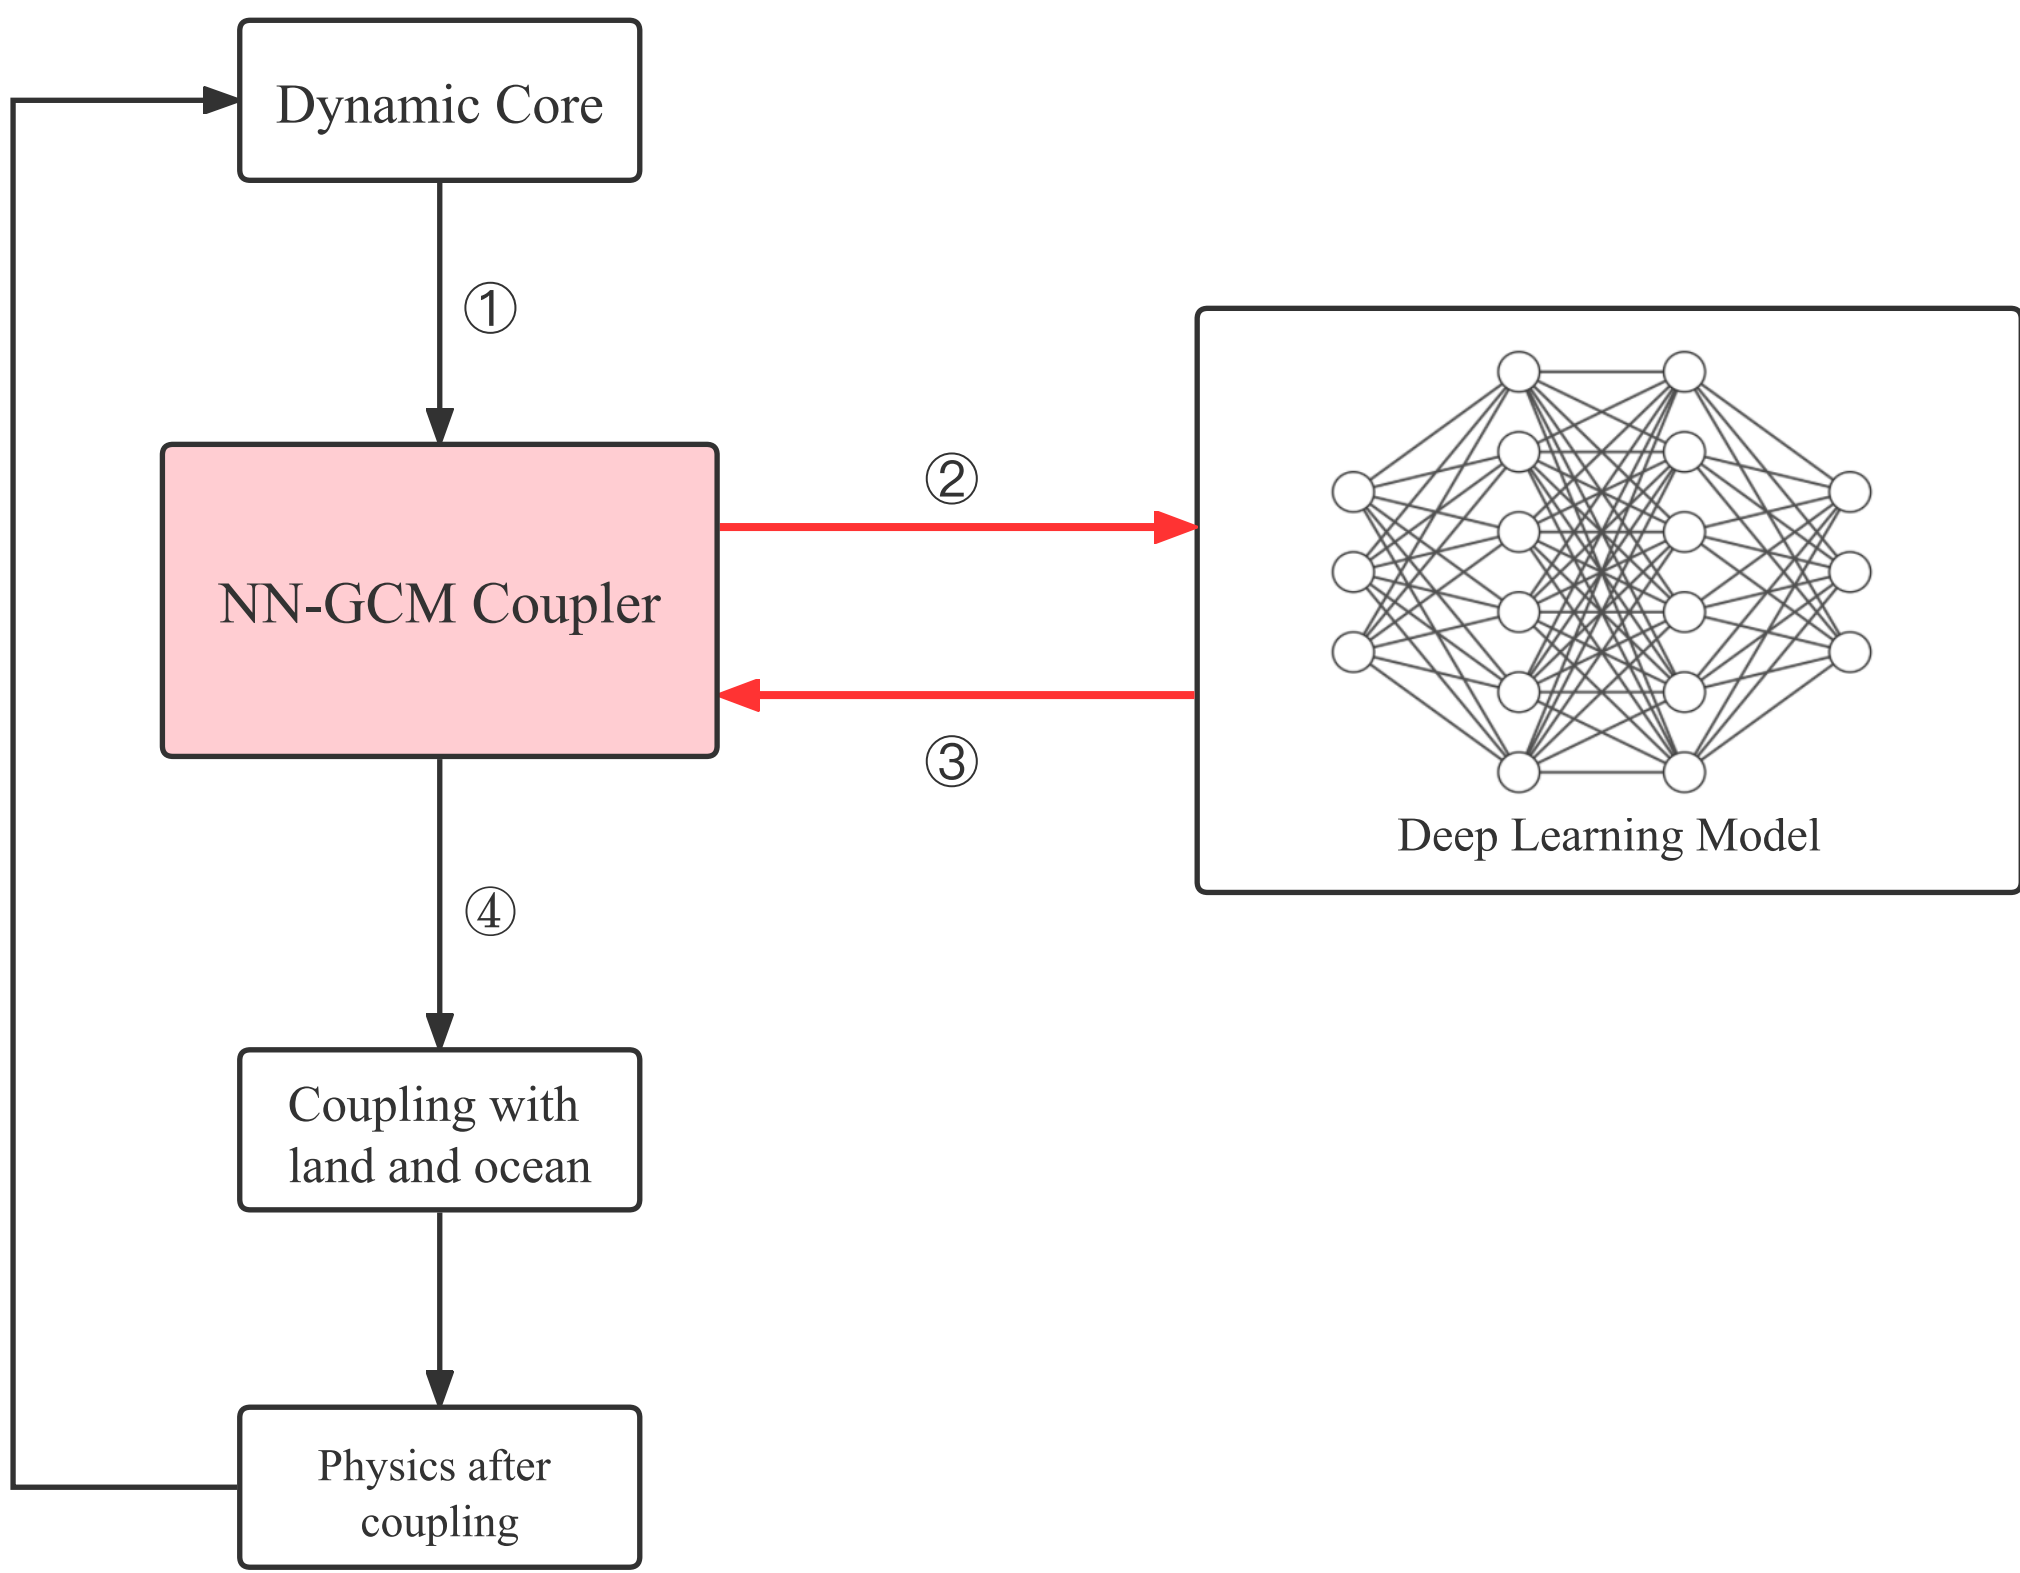 Dynamic Core
①
②
NN-GCM Coupler
③
Deep Learning Model
④
Coupling with
land and ocean
Physics after
coupling